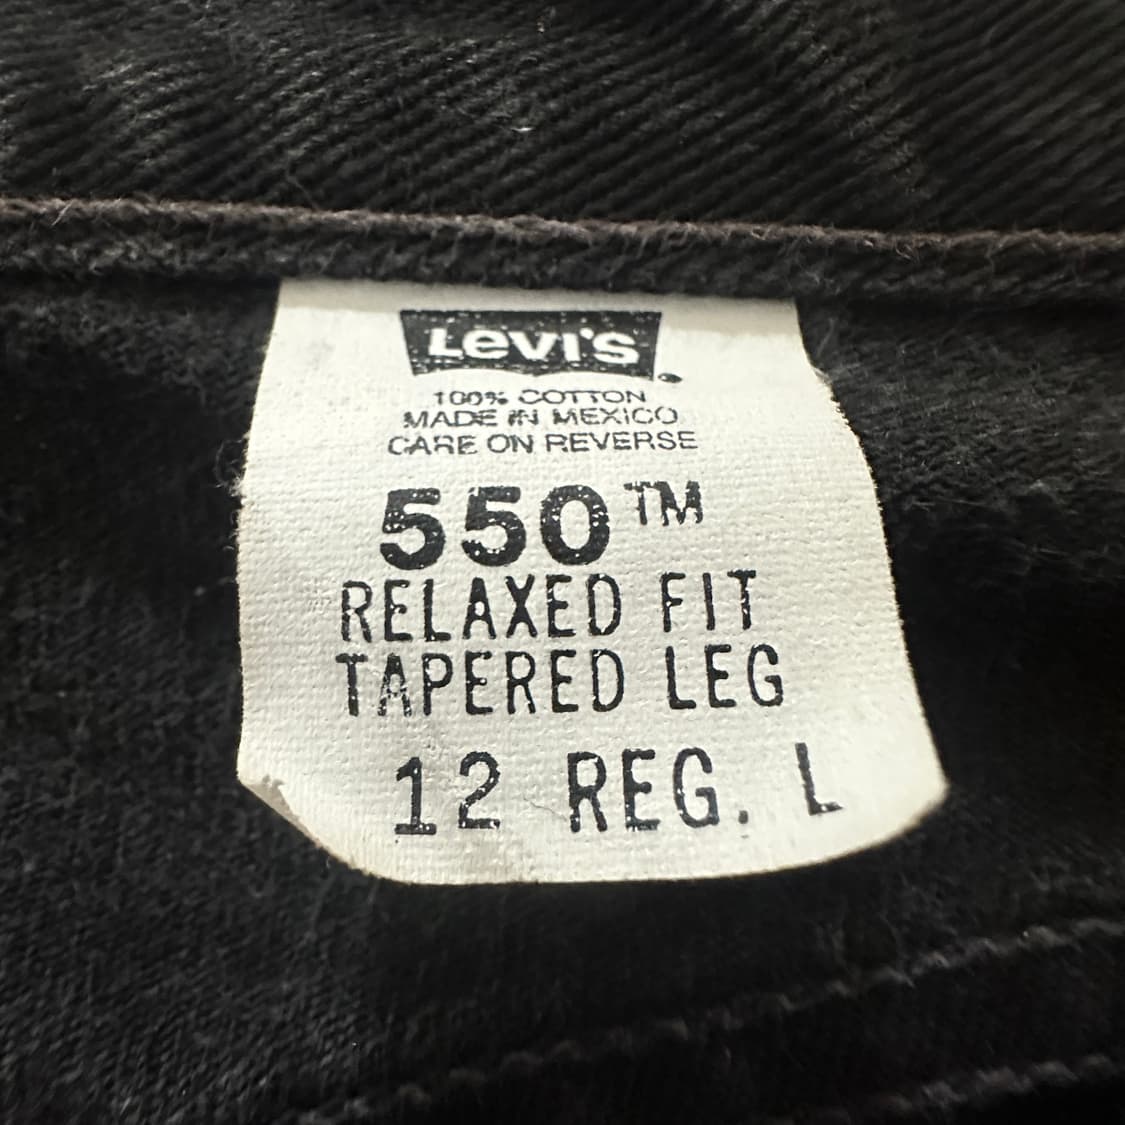 Levi's
100% COTTON
MADE IN MEXICO
CARE ON REVERSE
550™
RELAXED FIT
TAPERED LEG
12 REG. L